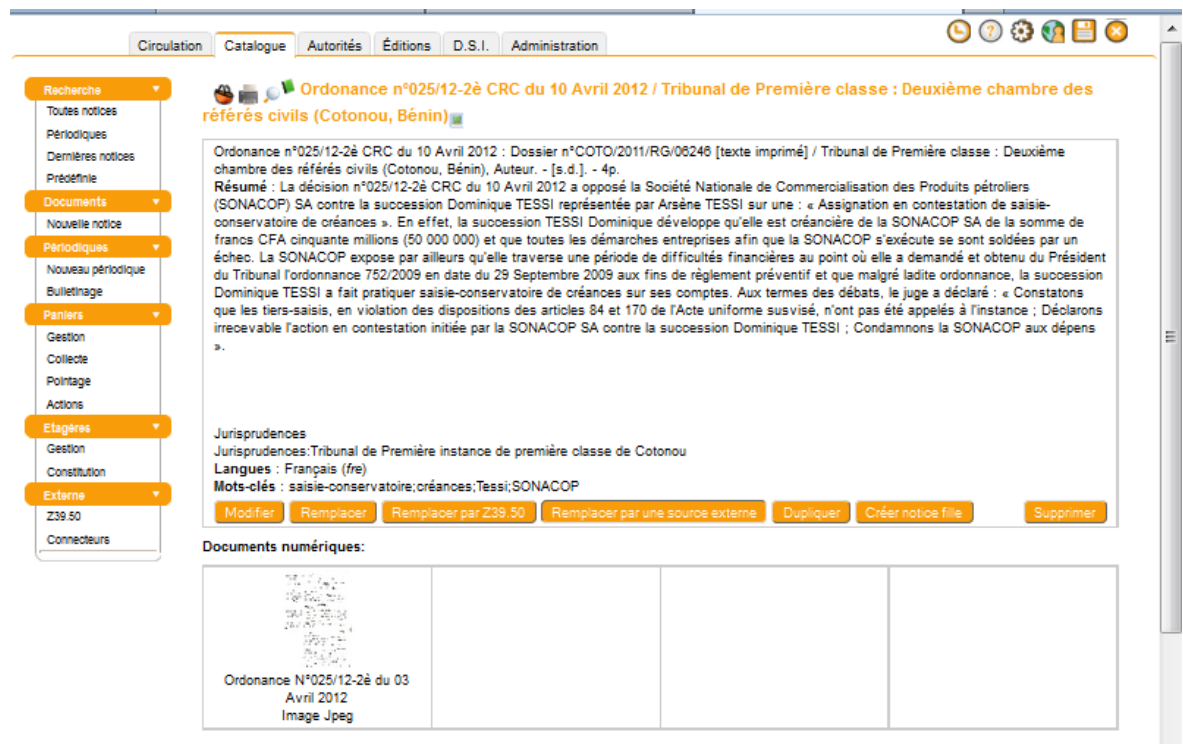 Circulation Catalogue Autorités Éditions D.S.I. Administration
Recherche
Toutes notices
Périodiques
Dernières notices
Prédéfinie
Documents
Nouvelle notice
Périodiques
Nouveau périodique
Bulletinage
Paniers
Gestion
Collecte
Pointage
Actions
Etagères
Gestion
Constitution
Externe
Z39.50
Connecteurs
Ordonance n°025/12-2è CRC du 10 Avril 2012 / Tribunal de Première classe : Deuxième chambre des
référés civils (Cotonou, Bénin)
Ordonance n°025/12-2è CRC du 10 Avril 2012 : Dossier n°COTO/2011/RG/06246 [texte imprimé] / Tribunal de Première classe : Deuxième
chambre des référés civils (Cotonou, Bénin), Auteur. - [s.d.]. - 4p.
Résumé : La décision n°025/12-2è CRC du 10 Avril 2012 a opposé la Société Nationale de Commercialisation des Produits pétroliers
(SONACOP) SA contre la succession Dominique TESSI représentée par Arsène TESSI sur une : « Assignation en contestation de saisie-
conservatoire de créances ». En effet, la succession TESSI Dominique développe qu'elle est créancière de la SONACOP SA de la somme de
francs CFA cinquante millions (50 000 000) et que toutes les démarches entreprises afin que la SONACOP s'exécute se sont soldées par un
échec. La SONACOP expose par ailleurs qu'elle traverse une période de difficultés financières au point où elle a demandé et obtenu du Président
du Tribunal l'ordonnance 752/2009 en date du 29 Septembre 2009 aux fins de règlement préventif et que malgré ladite ordonnance, la succession
Dominique TESSI a fait pratiquer saisie-conservatoire de créances sur ses comptes. Aux termes des débats, le juge a déclaré : « Constatons
que les tiers-saisis, en violation des dispositions des articles 84 et 170 de l'Acte uniforme susvisé, n'ont pas été appelés à l'instance ; Déclarons
irrecevable l'action en contestation initiée par la SONACOP SA contre la succession Dominique TESSI ; Condamnons la SONACOP aux dépens
».
Jurisprudences
Jurisprudences:Tribunal de Première instance de première classe de Cotonou
Langues : Français (fre)
Mots-clés : saisie-conservatoire;créances;Tessi;SONACOP
Modifier Remplacer Remplacer par Z39.50 Remplacer par une source externe Dupliquer Créer notice fille Supprimer
Documents numériques:
Ordonance N°025/12-2è du 03
Avril 2012
Image Jpeg